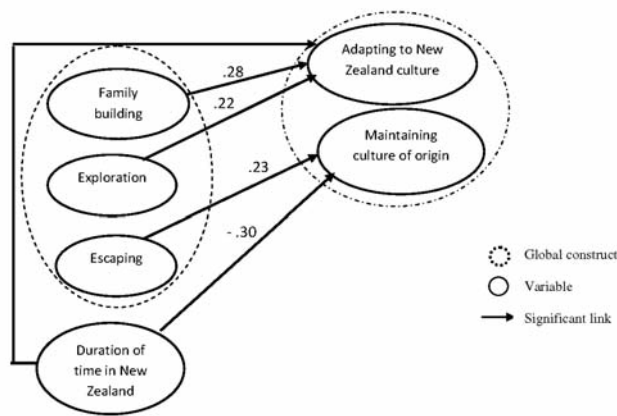 Adapting to New
Zealand culture
.28
Family
building
.22
Maintaining
culture of origin
Exploration
.23
- .30
Escaping
Global construct
Variable
Significant link
Duration of
time in New
Zealand